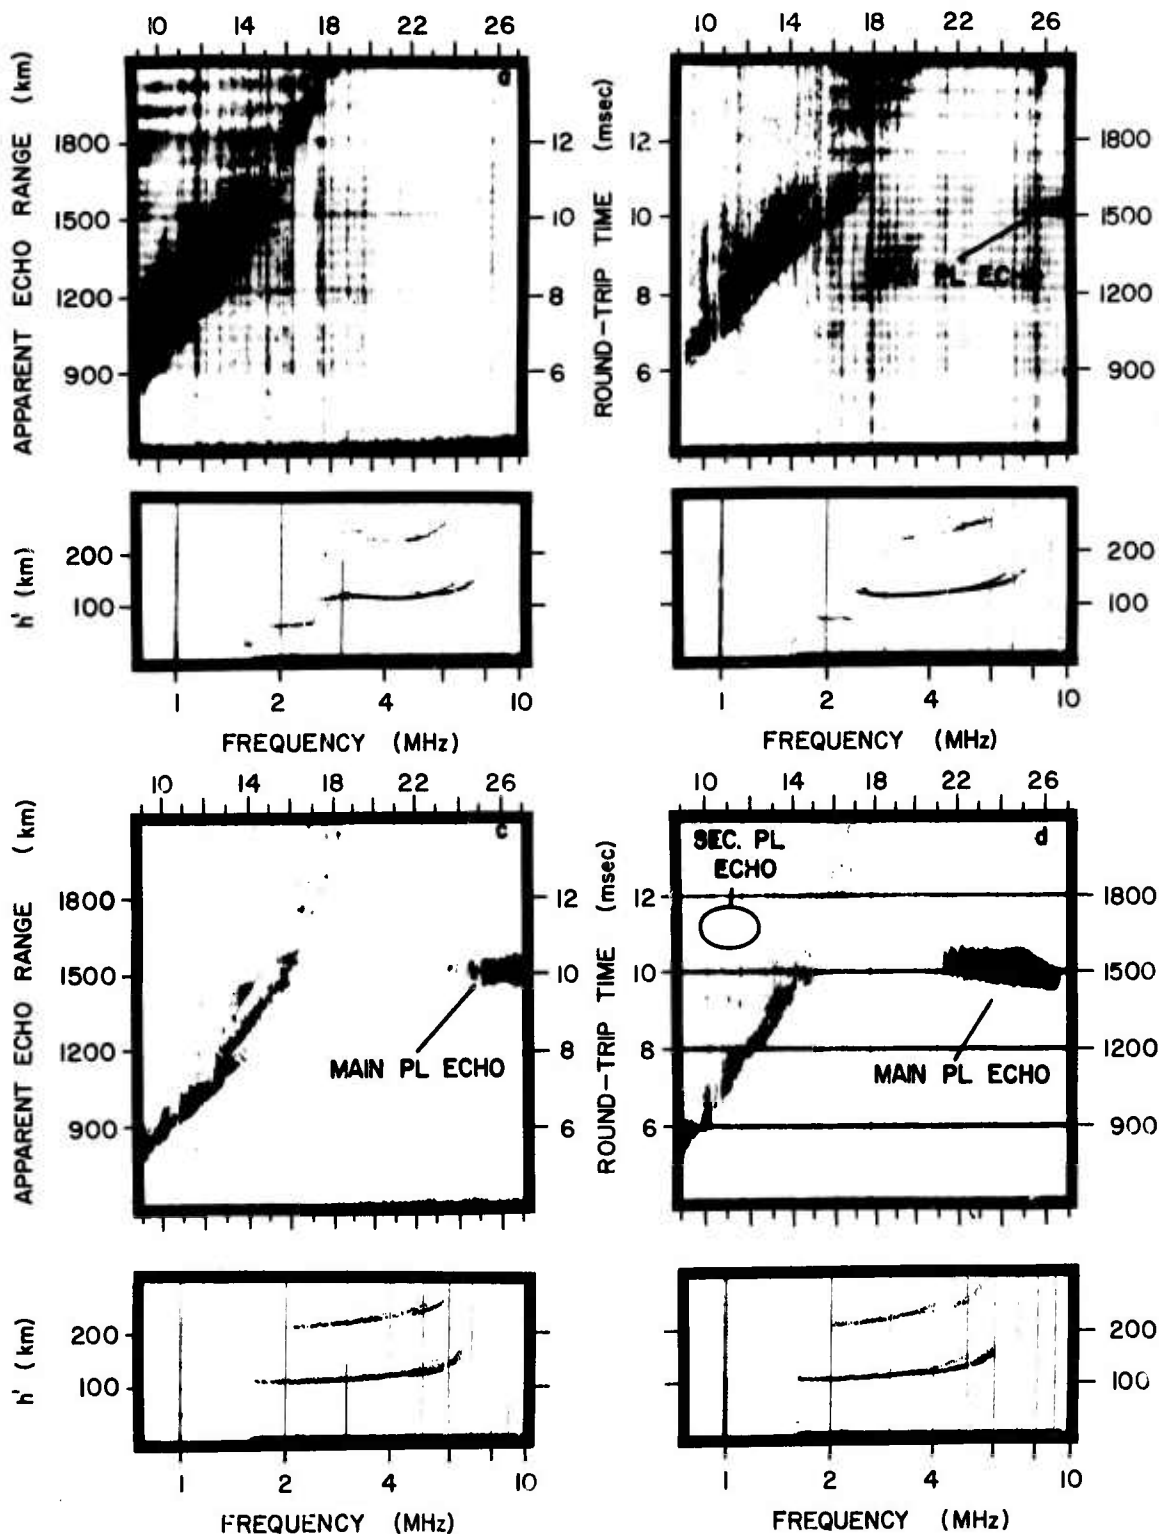 10 14 18 22 26
10 14 18 22 26
APPARENT ECHO RANGE (km)
1800
1500
1200
900
12
10
8
6
ROUND-TRIP TIME (msec)
12
10
8
6
PL ECHO
1800
1500
1200
900
h' (km)
200
100
200
100
1 2 4 10
1 2 4 10
FREQUENCY (MHz)
FREQUENCY (MHz)
10 14 18 22 26
10 14 18 22 26
APPARENT ECHO RANGE (km)
1800
1500
1200
900
c
MAIN PL ECHO
12
10
8
6
ROUND-TRIP TIME (msec)
12
10
8
6
SEC. PL
ECHO
d
MAIN PL ECHO
1800
1500
1200
900
h' (km)
200
100
200
100
1 2 4 10
1 2 4 10
FREQUENCY (MHz)
FREQUENCY (MHz)